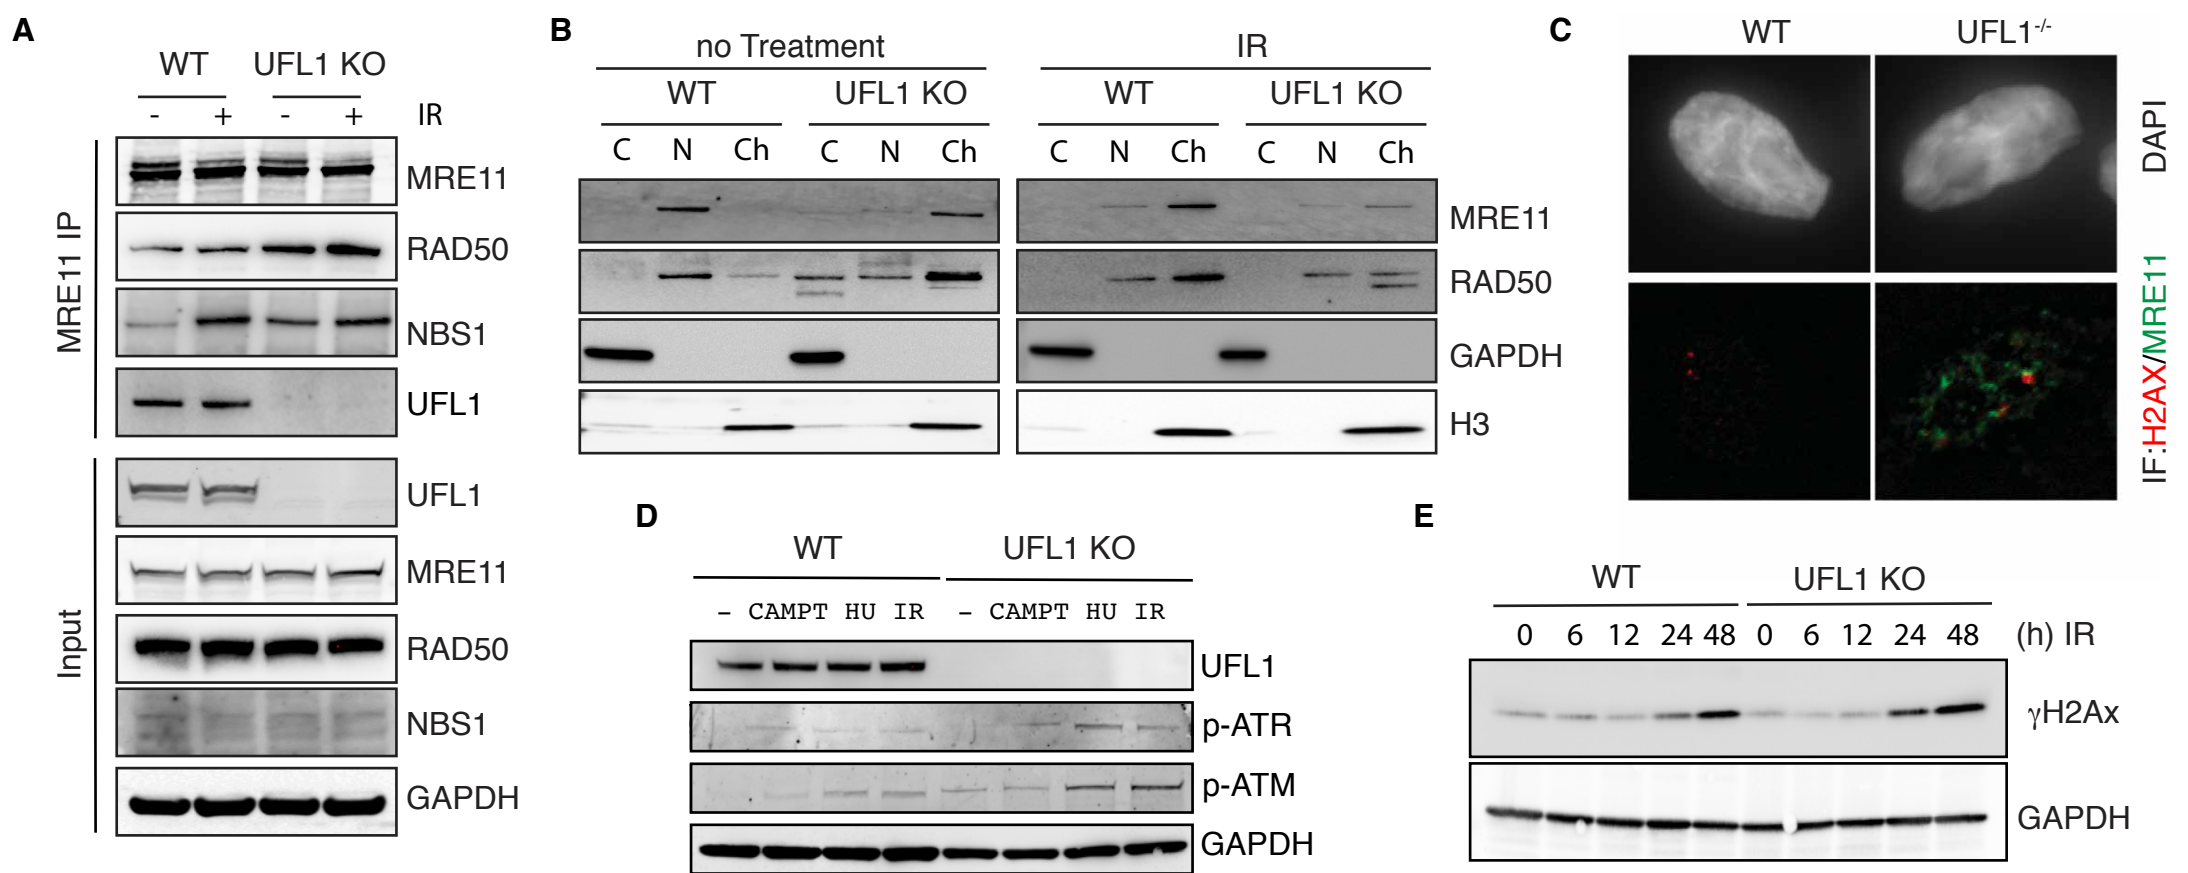 A
WT UFL1 KO
- + - + IR
MRE11 IP
MRE11
RAD50
NBS1
UFL1
Input
UFL1
MRE11
RAD50
NBS1
GAPDH
B
no Treatment IR
WT UFL1 KO WT UFL1 KO
C N Ch C N Ch C N Ch C N Ch
MRE11
RAD50
GAPDH
H3
C
WT UFL1-/-
DAPI
IF:H2AX/MRE11
D
WT UFL1 KO
- CAMPT HU IR - CAMPT HU IR
UFL1
p-ATR
p-ATM
GAPDH
E
WT UFL1 KO
0 6 12 24 48 0 6 12 24 48 (h) IR
γH2Ax
GAPDH